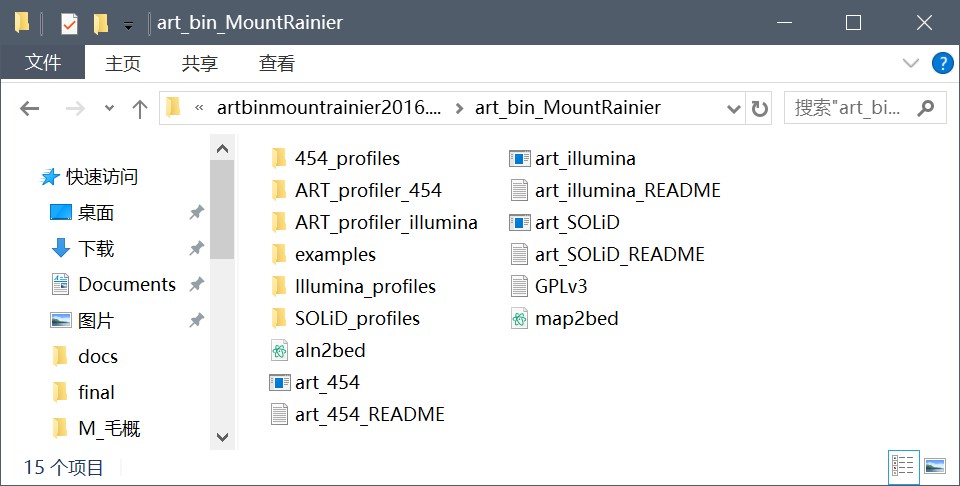 art_bin_MountRainier
文件 主页 共享 查看
« artbinmountrainier2016.... > art_bin_MountRainier 搜索"art_bi...
快速访问
桌面
下载
Documents
图片
docs
final
M_毛概
454_profiles
ART_profiler_454
ART_profiler_illumina
examples
Illumina_profiles
SOLiD_profiles
aln2bed
art_454
art_454_README
art_illumina
art_illumina_README
art_SOLiD
art_SOLiD_README
GPLv3
map2bed
15 个项目